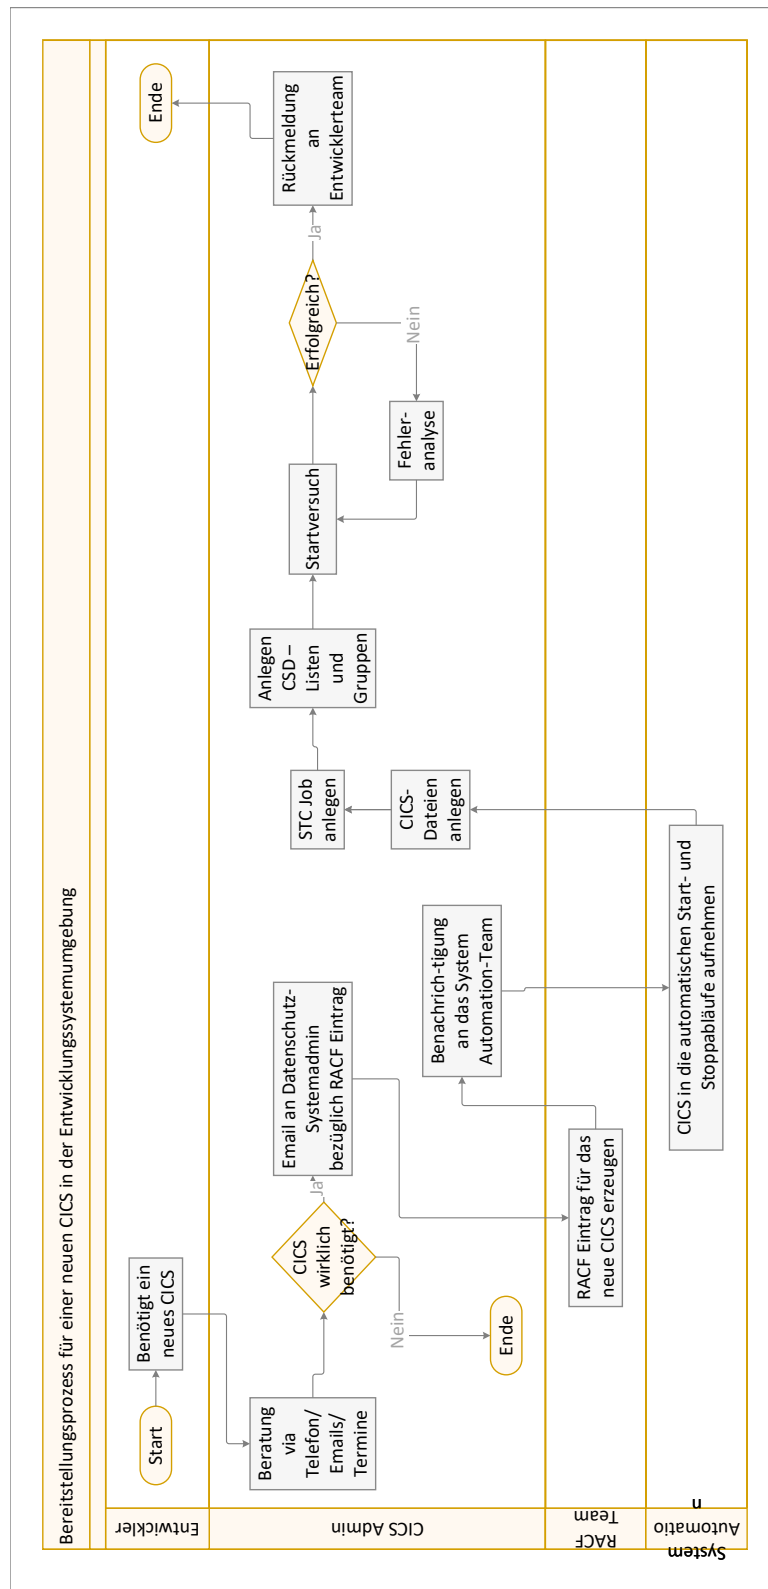 Bereitstellungsprozess für einer neuen CICS in der Entwicklungssystemumgebung
Entwickler
Start
Benötigt ein
neues CICS
Ende
CICS Admin
Beratung
via
Telefon/
Emails/
Termine
CICS
wirklich
benötigt?
Ja
Nein
Ende
Email an Datenschutz-
Systemadmin
bezüglich RACF Eintrag
Benachrich-tigung
an das System
Automation-Team
CICS-
Dateien
anlegen
STC Job
anlegen
Anlegen
CSD –
Listen
und
Gruppen
Startversuch
Fehler-
analyse
Erfolgreich?
Ja
Nein
Rückmeldung
an
Entwicklerteam
RACF
Team
RACF Eintrag für das
neue CICS erzeugen
System
Automatio
n
CICS in die automatischen Start- und
Stoppabläufe aufnehmen